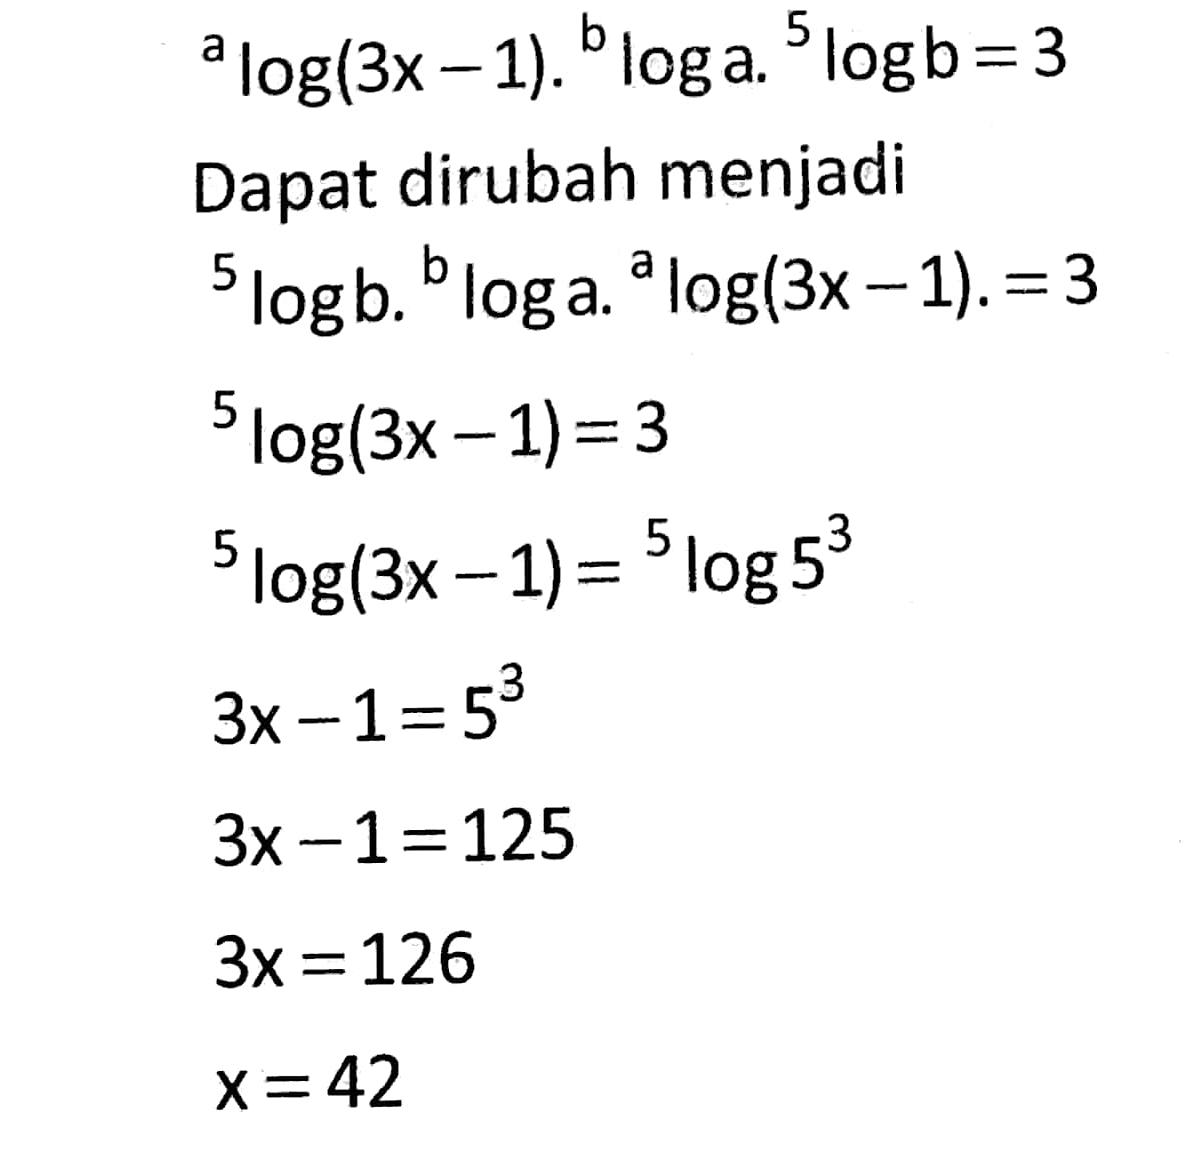 ᵃlog(3x – 1). ᵇlog a. ⁵log b = 3
Dapat dirubah menjadi
⁵log b. ᵇlog a. ᵃlog(3x – 1). = 3
⁵log(3x – 1) = 3
⁵log(3x – 1) = ⁵log 5³
3x – 1 = 5³
3x – 1 = 125
3x = 126
x = 42